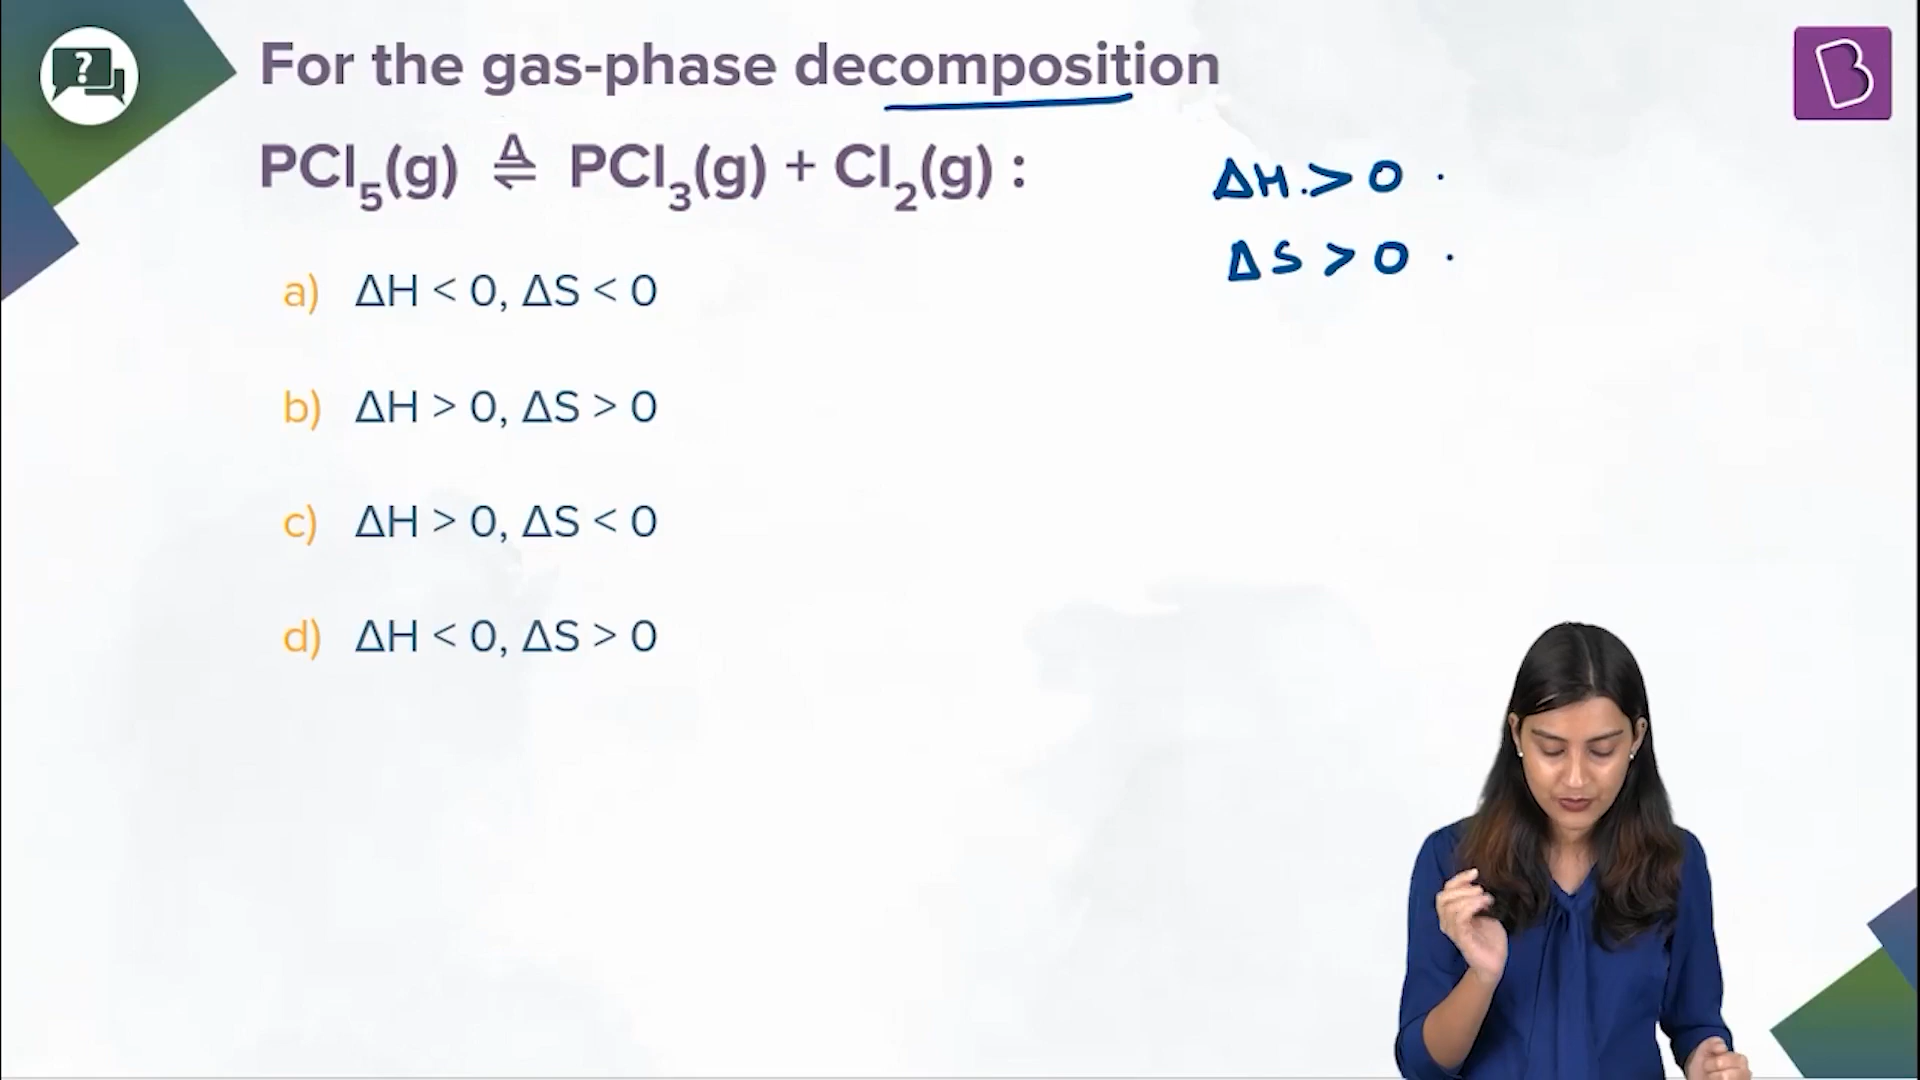 For the gas-phase decomposition
PCl₅(g) ⇌ᐃ PCl₃(g) + Cl₂(g) :
ΔH > 0
ΔS > 0
a) ΔH < 0, ΔS < 0
b) ΔH > 0, ΔS > 0
c) ΔH > 0, ΔS < 0
d) ΔH < 0, ΔS > 0